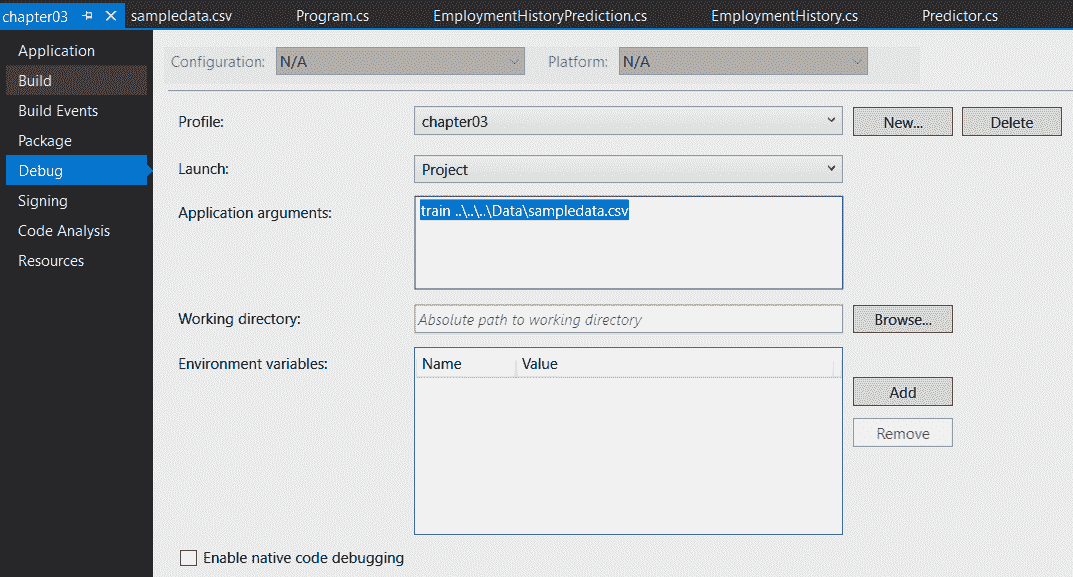 chapter03 sampledata.csv Program.cs EmploymentHistoryPrediction.cs EmploymentHistory.cs Predictor.cs
Application
Build
Build Events
Package
Debug
Signing
Code Analysis
Resources
Configuration: N/A Platform: N/A
Profile: chapter03 New... Delete
Launch: Project
Application arguments: train ..\..\..\Data\sampledata.csv
Working directory: Absolute path to working directory Browse...
Environment variables: Name Value
Add
Remove
Enable native code debugging